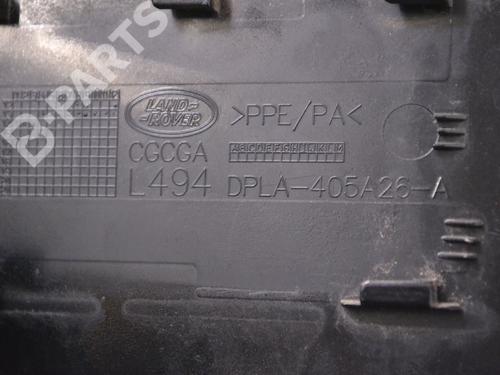 B-PARTS
LAND-
-ROVER
>PPE/PA<
CGCGA
L494 DPLA-405A26-A